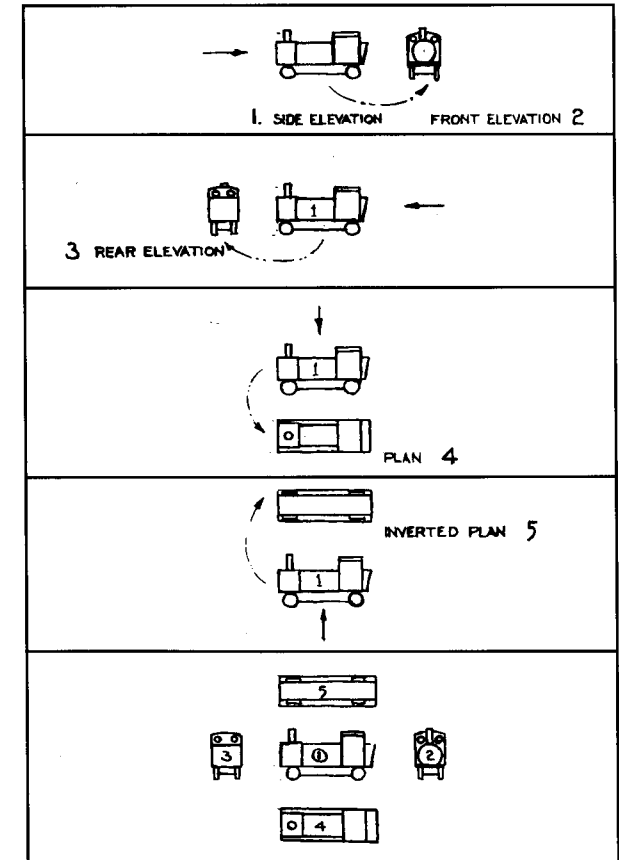 1. SIDE ELEVATION FRONT ELEVATION 2
1
3 REAR ELEVATION
1
PLAN 4
INVERTED PLAN 5
1
5
3 1 2
4